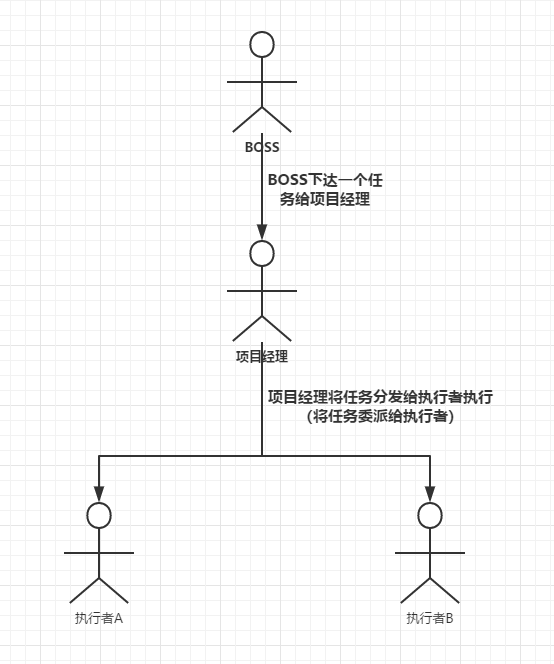 BOSS
BOSS下达一个任
务给项目经理
项目经理
项目经理将任务分发给执行者执行
（将任务委派给执行者）
执行者A
执行者B